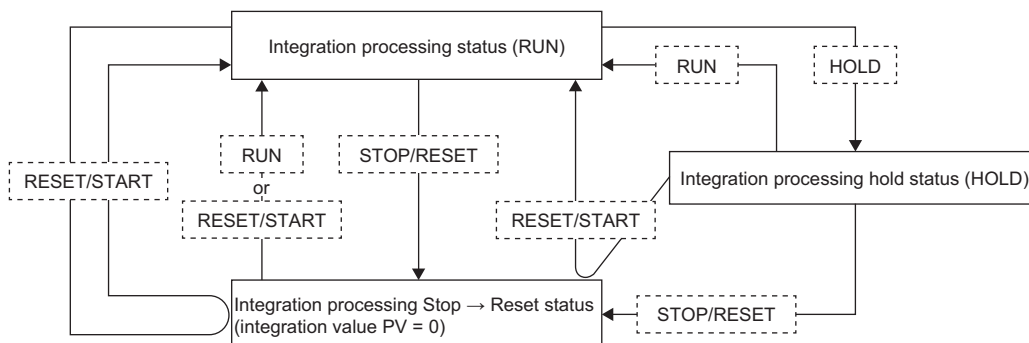 Integration processing status (RUN)
RUN
HOLD
RUN
or
RESET/START
STOP/RESET
RESET/START
RESET/START
Integration processing hold status (HOLD)
Integration processing Stop → Reset status
(integration value PV = 0)
STOP/RESET